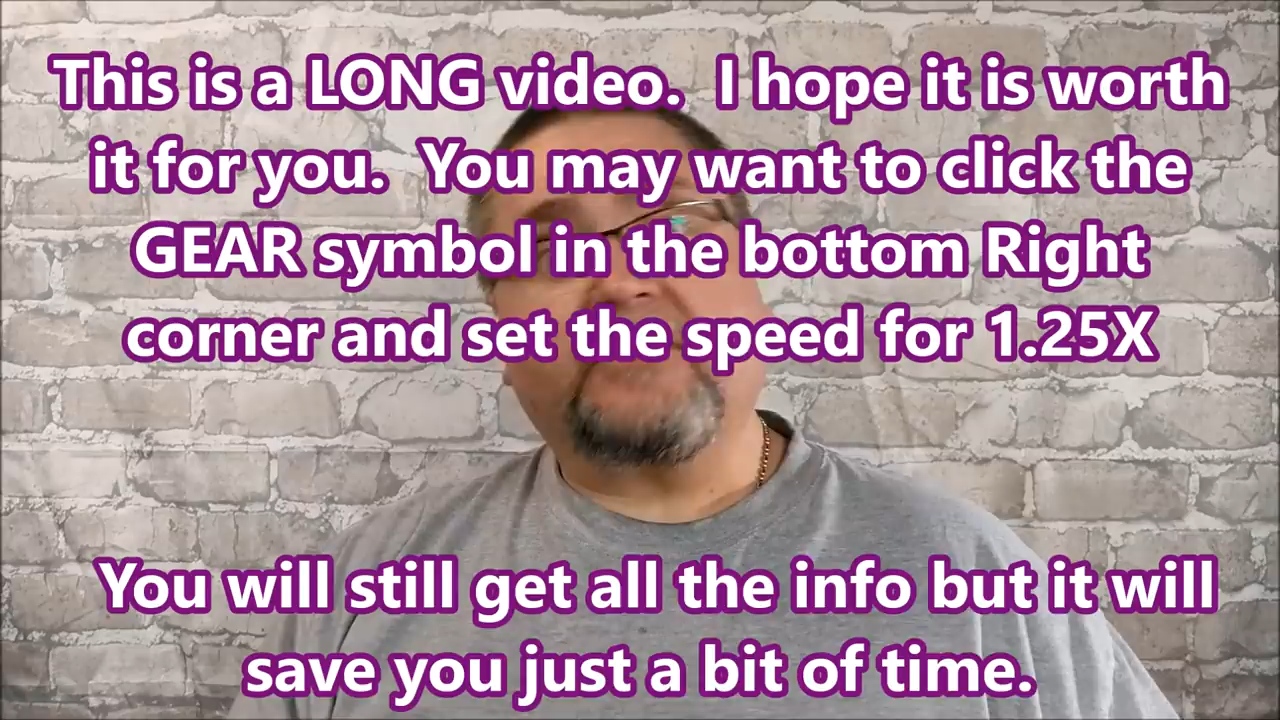 This is a LONG video. I hope it is worth
it for you. You may want to click the
GEAR symbol in the bottom Right
corner and set the speed for 1.25X
You will still get all the info but it will
save you just a bit of time.